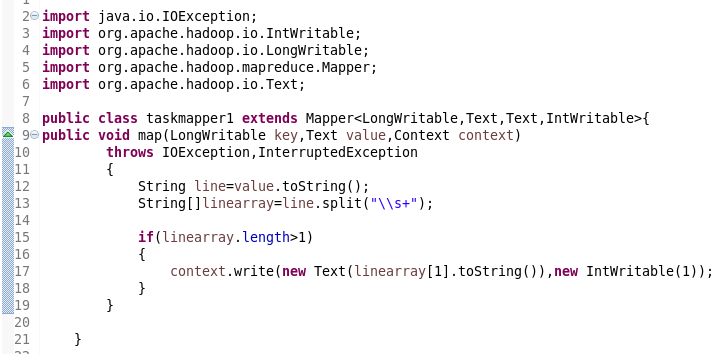 2 import java.io.IOException;
3 import org.apache.hadoop.io.IntWritable;
4 import org.apache.hadoop.io.LongWritable;
5 import org.apache.hadoop.mapreduce.Mapper;
6 import org.apache.hadoop.io.Text;
7
8 public class taskmapper1 extends Mapper<LongWritable,Text,Text,IntWritable>{
9 public void map(LongWritable key,Text value,Context context)
10         throws IOException,InterruptedException
11         {
12             String line=value.toString();
13             String[]linearray=line.split("\\s+");
14
15             if(linearray.length>1)
16             {
17                 context.write(new Text(linearray[1].toString()),new IntWritable(1));
18             }
19         }
20
21     }